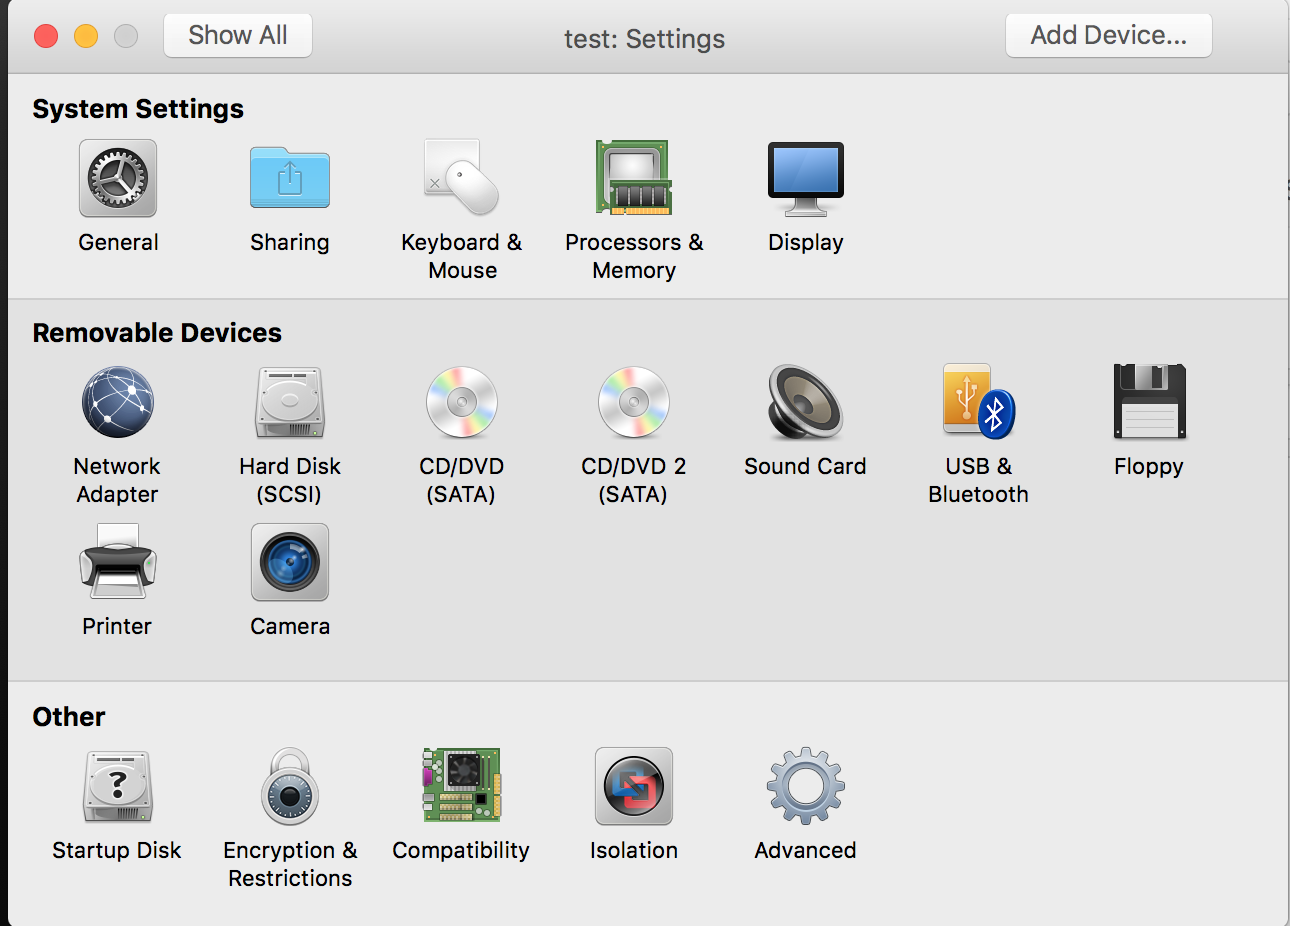 Show All
test: Settings
Add Device...
System Settings
General
Sharing
Keyboard &
Mouse
Processors &
Memory
Display
Removable Devices
Network
Adapter
Hard Disk
(SCSI)
CD/DVD
(SATA)
CD/DVD 2
(SATA)
Sound Card
USB &
Bluetooth
Floppy
Printer
Camera
Other
Startup Disk
Encryption &
Restrictions
Compatibility
Isolation
Advanced